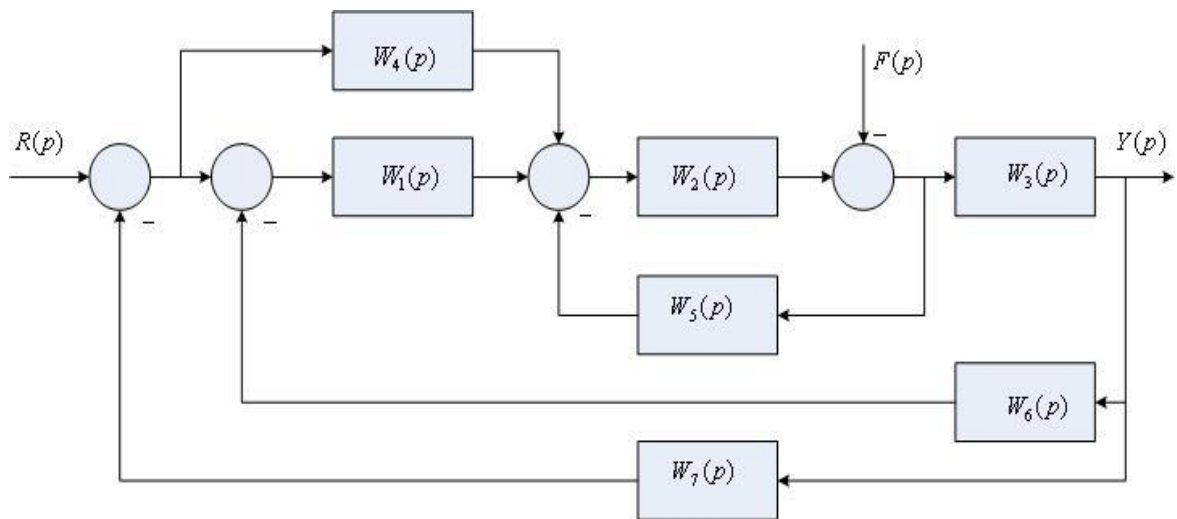 W₄(p)
F(p)
R(p)
–
Y(p)
W₁(p)
W₂(p)
W₃(p)
–
–
–
W₅(p)
W₆(p)
W₇(p)